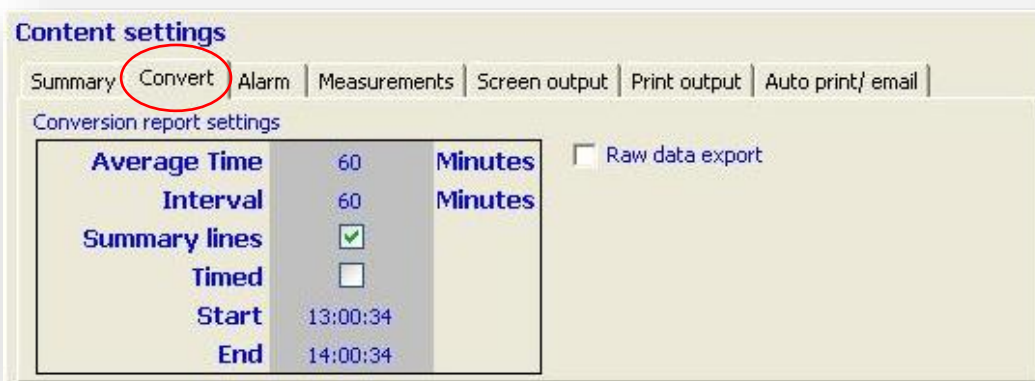 Content settings
Summary Convert Alarm Measurements Screen output Print output Auto print/ email
Conversion report settings
Average Time 60 Minutes Raw data export
Interval 60 Minutes
Summary lines
Timed
Start 13:00:34
End 14:00:34